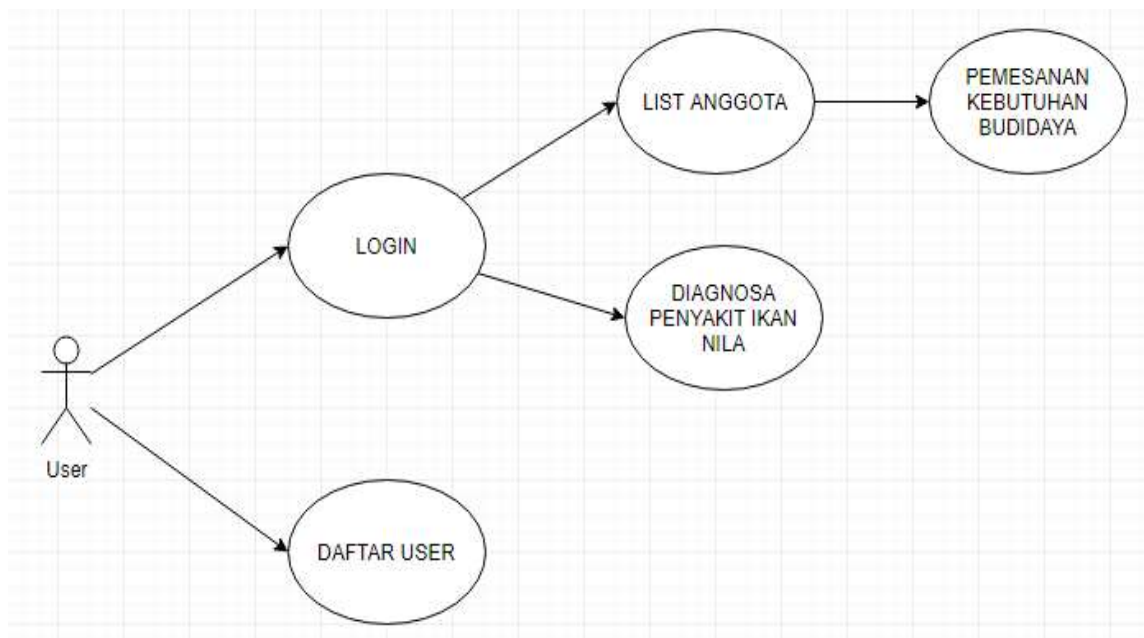 LIST ANGGOTA
PEMESANAN
KEBUTUHAN
BUDIDAYA
LOGIN
DIAGNOSA
PENYAKIT IKAN
NILA
User
DAFTAR USER